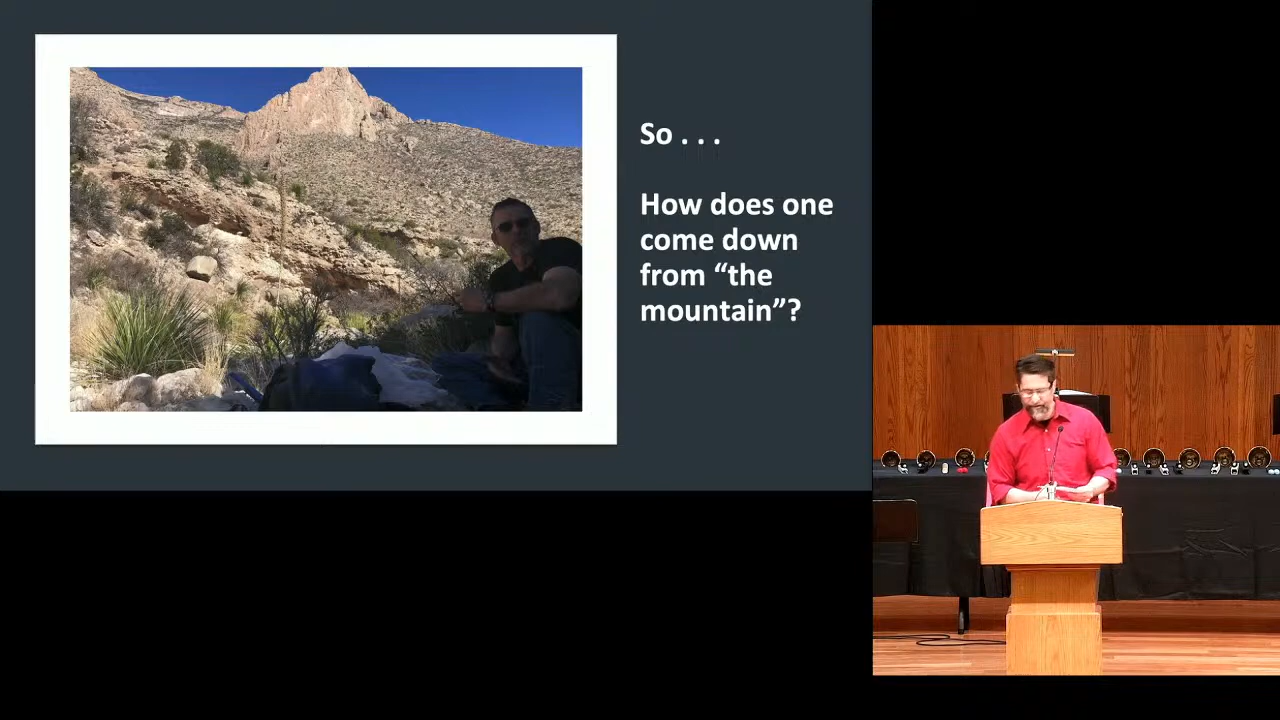 So . . .
How does one
come down
from “the
mountain”?